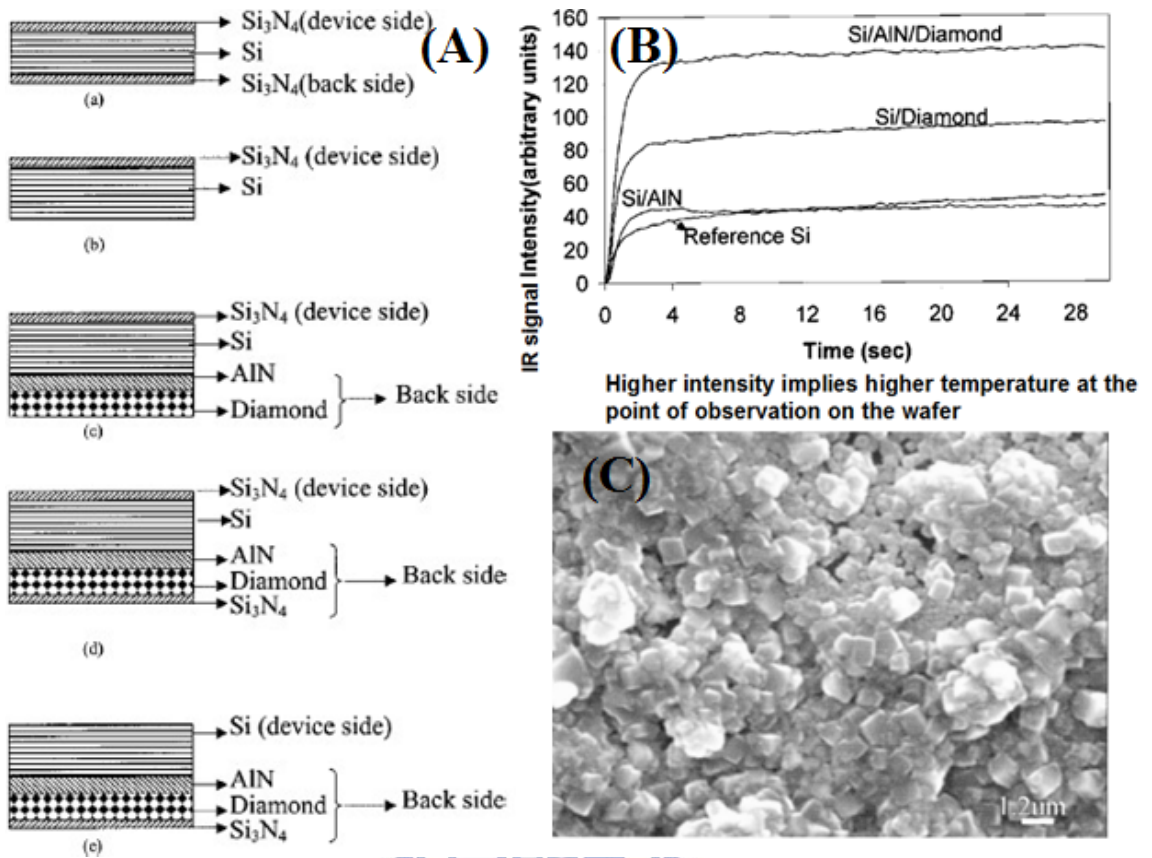 Si₃N₄(device side)
Si
Si₃N₄(back side)
(a)
Si₃N₄ (device side)
Si
(b)
Si₃N₄ (device side)
Si
AlN
Diamond
Back side
(c)
Si₃N₄ (device side)
Si
AlN
Diamond
Si₃N₄
Back side
(d)
Si (device side)
AlN
Diamond
Si₃N₄
Back side
(e)
(A)
(B)
IR signal Intensity(arbitrary units)
160
140
120
100
80
60
40
20
0
Si/AlN/Diamond
Si/Diamond
Si/AlN
Reference Si
0 4 8 12 16 20 24 28
Time (sec)
Higher intensity implies higher temperature at the
point of observation on the wafer
(C)
1.2um